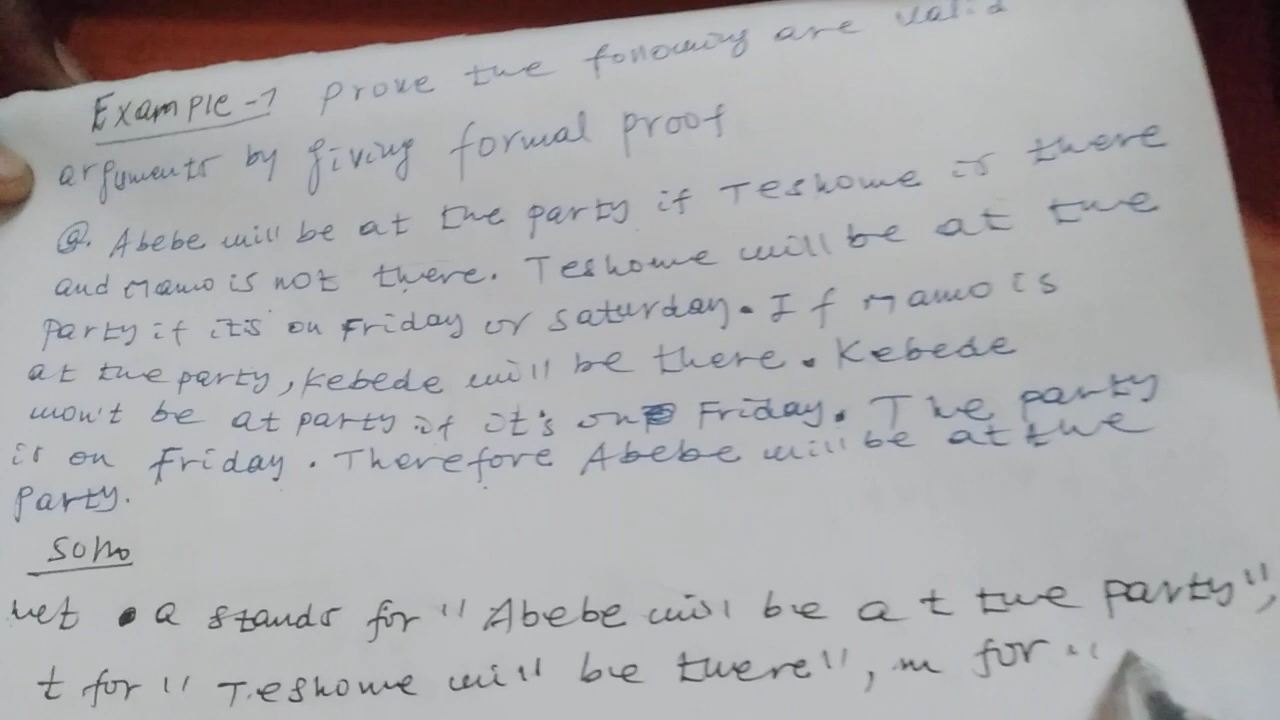 Example-1 Prove the following are valid
arguments by giving formal proof
@. Abebe will be at the party if Teshome is there
and Mamo is not there. Teshome will be at the
party if it's on Friday or Saturday. If Mamo is
at the party, Kebede will be there. Kebede
won't be at party if it's on Friday. The party
is on Friday. Therefore Abebe will be at the
Party.
Soln
Let a stands for "Abebe will be at the party",
t for "Teshome will be there", m for "